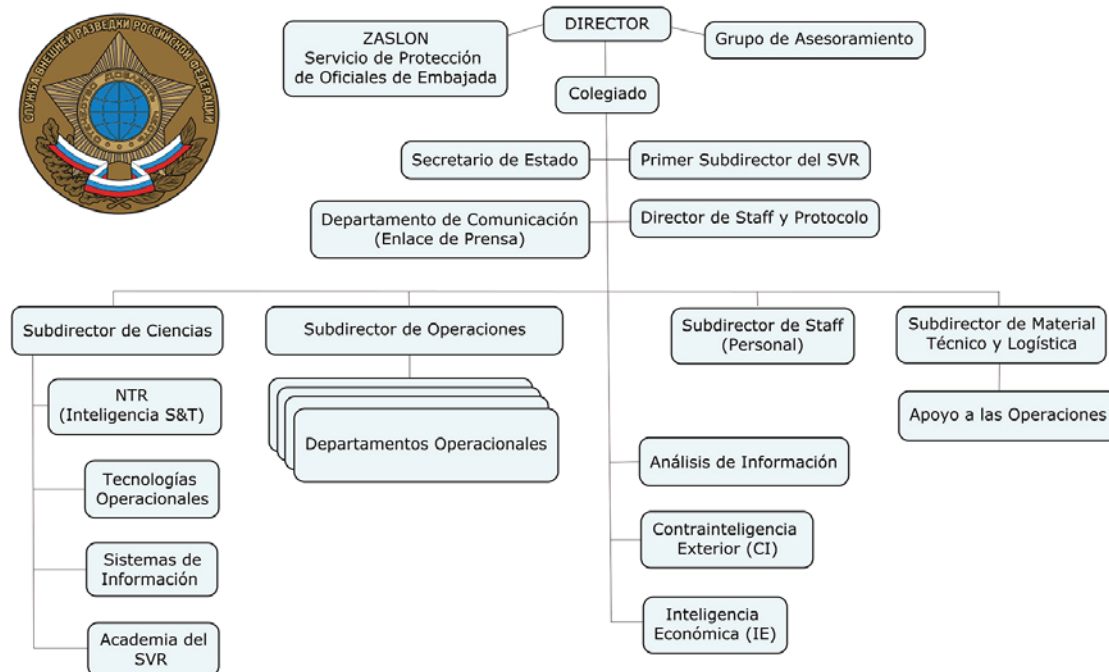 СЛУЖБА ВНЕШНЕЙ РАЗВЕДКИ РОССИЙСКОЙ ФЕДЕРАЦИИ
ОТЕЧЕСТВО ДОБЛЕСТЬ ЧЕСТЬ
DIRECTOR
ZASLON
Servicio de Protección
de Oficiales de Embajada
Grupo de Asesoramiento
Colegiado
Secretario de Estado
Primer Subdirector del SVR
Departamento de Comunicación
(Enlace de Prensa)
Director de Staff y Protocolo
Subdirector de Ciencias
Subdirector de Operaciones
Subdirector de Staff
(Personal)
Subdirector de Material
Técnico y Logística
NTR
(Inteligencia S&T)
Tecnologías
Operacionales
Sistemas de
Información
Academia del
SVR
Departamentos Operacionales
Apoyo a las Operaciones
Análisis de Información
Contrainteligencia
Exterior (CI)
Inteligencia
Económica (IE)